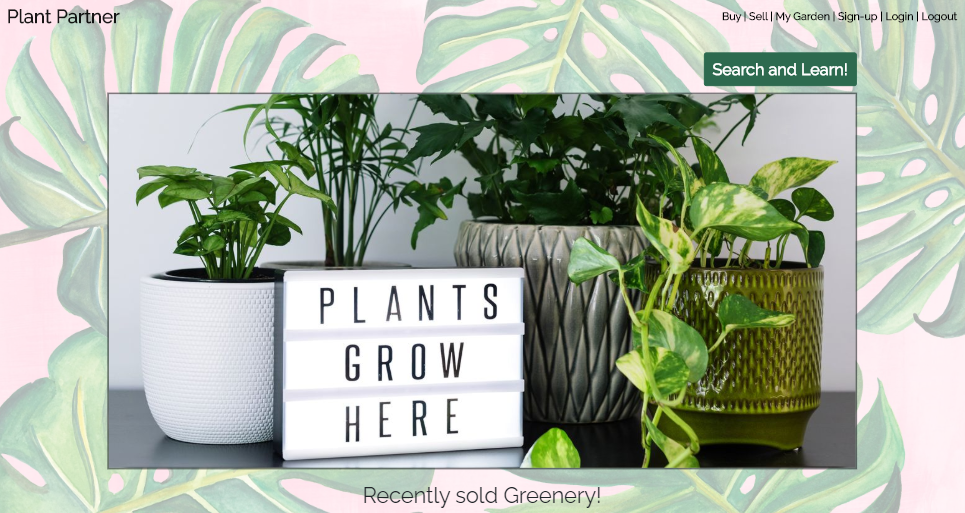 Plant Partner
Buy | Sell | My Garden | Sign-up | Login | Logout
Search and Learn!
PLANTS
GROW
HERE
Recently sold Greenery!